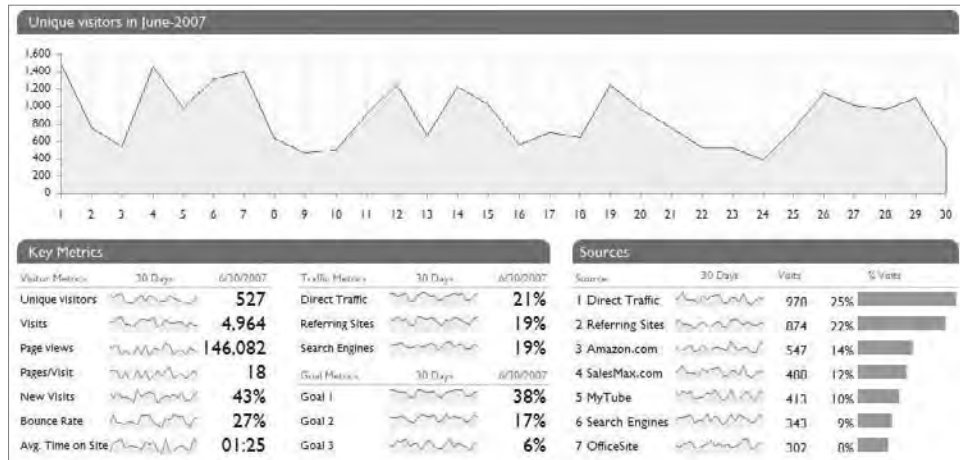 Unique visitors in June-2007
1,600
1,400
1,200
1,000
800
600
400
200
0
1 2 3 4 5 6 7 8 9 10 11 12 13 14 15 16 17 18 19 20 21 22 23 24 25 26 27 28 29 30
Key Metrics
Visitor Metrics 30 Days 6/30/2007
Unique visitors 527
Visits 4,964
Page views 146,082
Pages/Visit 18
New Visits 43%
Bounce Rate 27%
Avg. Time on Site 01:25
Traffic Metrics 30 Days 6/30/2007
Direct Traffic 21%
Referring Sites 19%
Search Engines 19%
Goal Metrics 30 Days 6/30/2007
Goal 1 38%
Goal 2 17%
Goal 3 6%
Sources
Source 30 Days Visits % Visits
1 Direct Traffic 970 25%
2 Referring Sites 874 22%
3 Amazon.com 547 14%
4 SalesMax.com 488 12%
5 MyTube 413 10%
6 Search Engines 343 9%
7 OfficeSite 302 8%